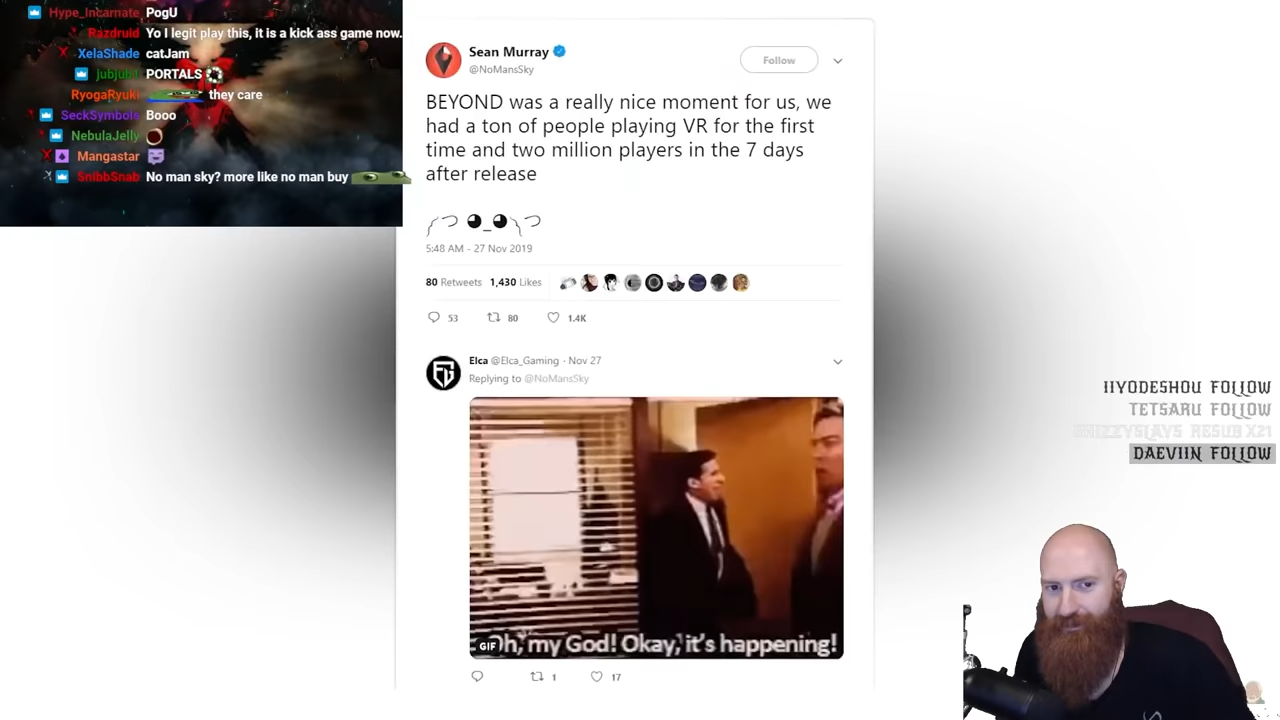 Hype_Incarnate PogU
Razdruid Yo I legit play this, it is a kick ass game now.
XelaShade catJam
jubjub PORTALS
RyogaRyuki they care
SeckSymbols Booo
NebulaJelly
Mangastar
SnibbSnab No man sky? more like no man buy
Sean Murray
@NoMansSky
Follow
BEYOND was a really nice moment for us, we
had a ton of people playing VR for the first
time and two million players in the 7 days
after release
༼つ ◕_◕༽つ
5:48 AM - 27 Nov 2019
80 Retweets 1,430 Likes
53 80 1.4K
Elca @Elca_Gaming · Nov 27
Replying to @NoMansSky
GIF
Oh, my God! Okay, it's happening!
1 17
IIYODESHOU FOLLOW
TETSARU FOLLOW
RESUB X21
DAEVIIN FOLLOW